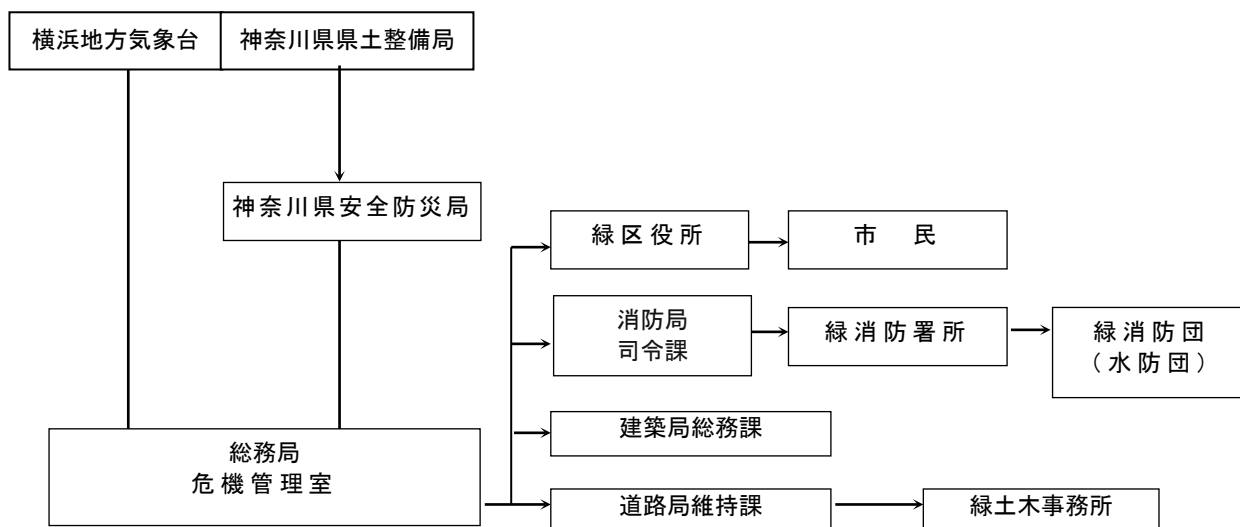 横浜地方気象台
神奈川県県土整備局
神奈川県安全防災局
緑区役所
市　民
消防局
司令課
緑消防署所
緑消防団
（水防団）
建築局総務課
総務局
危機管理室
道路局維持課
緑土木事務所